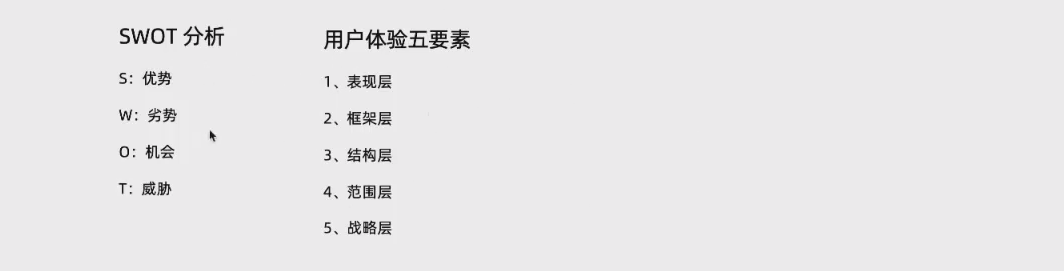 SWOT 分析
S：优势
W：劣势
O：机会
T：威胁
用户体验五要素
1、表现层
2、框架层
3、结构层
4、范围层
5、战略层